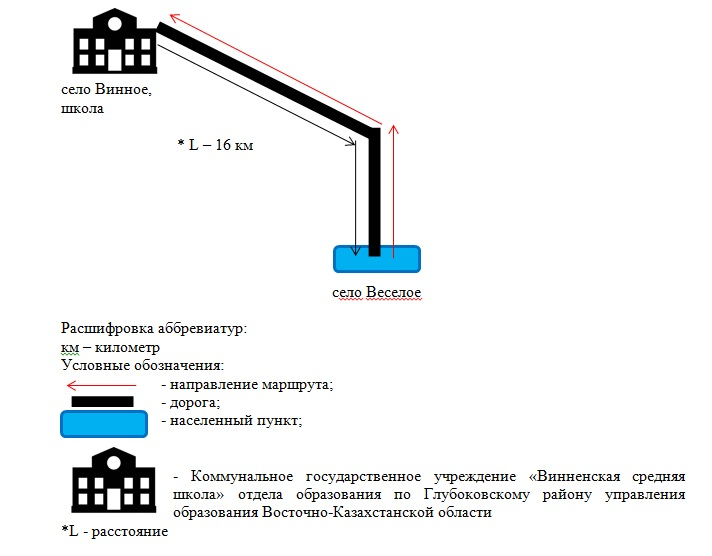 село Винное,
школа
* L – 16 км
село Веселое
Расшифровка аббревиатур:
км – километр
Условные обозначения:
- направление маршрута;
- дорога;
- населенный пункт;
- Коммунальное государственное учреждение «Винненская средняя
школа» отдела образования по Глубоковскому району управления
образования Восточно-Казахстанской области
*L - расстояние